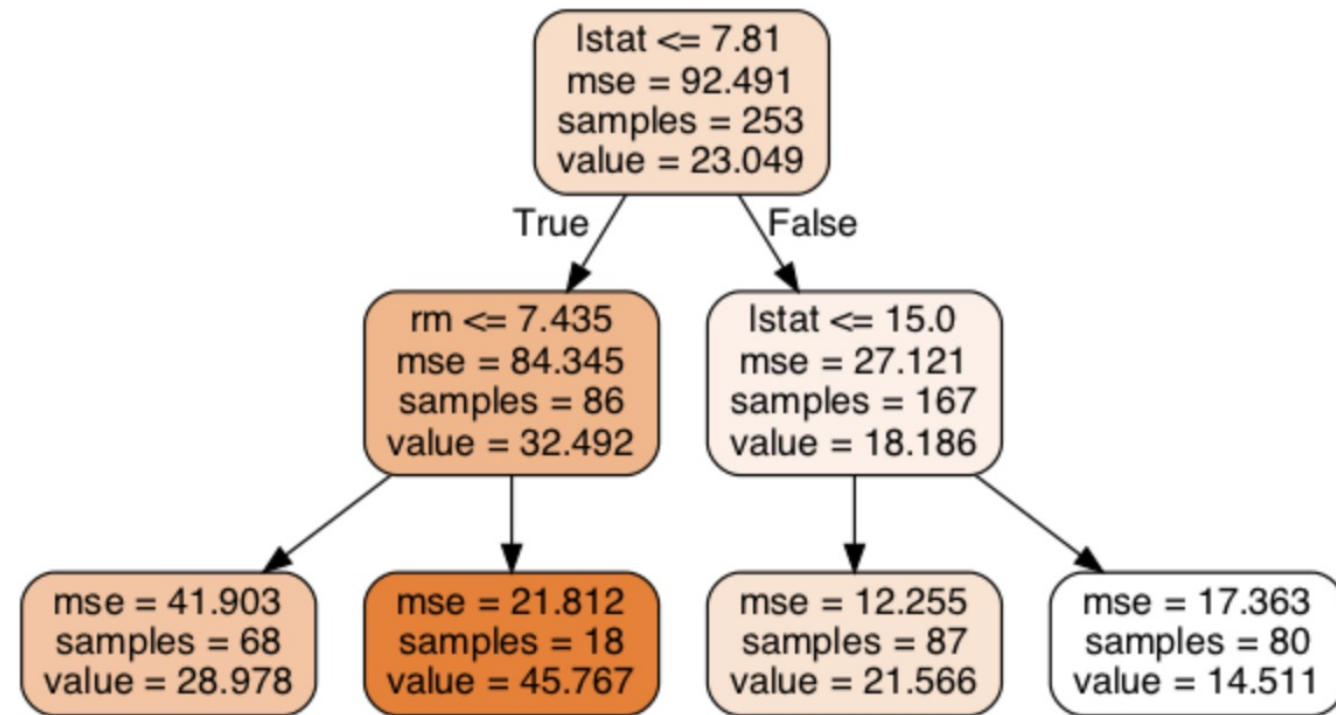 lstat <= 7.81
mse = 92.491
samples = 253
value = 23.049
True
False
rm <= 7.435
mse = 84.345
samples = 86
value = 32.492
lstat <= 15.0
mse = 27.121
samples = 167
value = 18.186
mse = 41.903
samples = 68
value = 28.978
mse = 21.812
samples = 18
value = 45.767
mse = 12.255
samples = 87
value = 21.566
mse = 17.363
samples = 80
value = 14.511